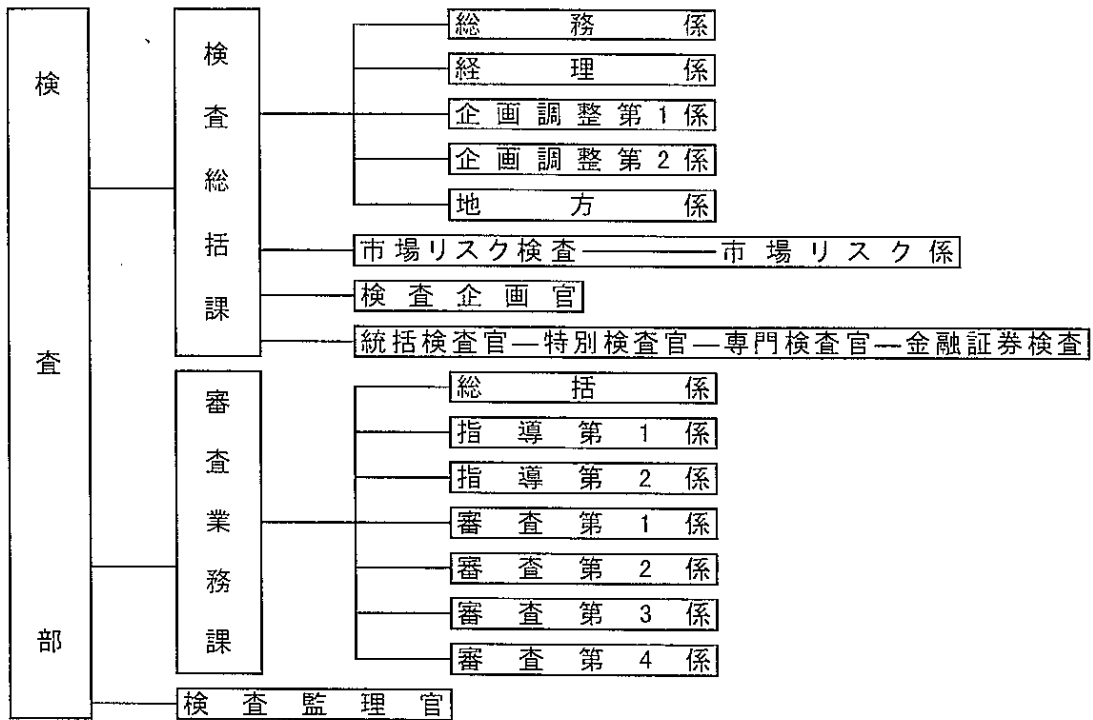 検査部
検査総括課
総務係
経理係
企画調整第1係
企画調整第2係
地方係
市場リスク検査―市場リスク係
検査企画官
統括検査官―特別検査官―専門検査官―金融証券検査
審査業務課
総括係
指導第1係
指導第2係
審査第1係
審査第2係
審査第3係
審査第4係
検査監理官